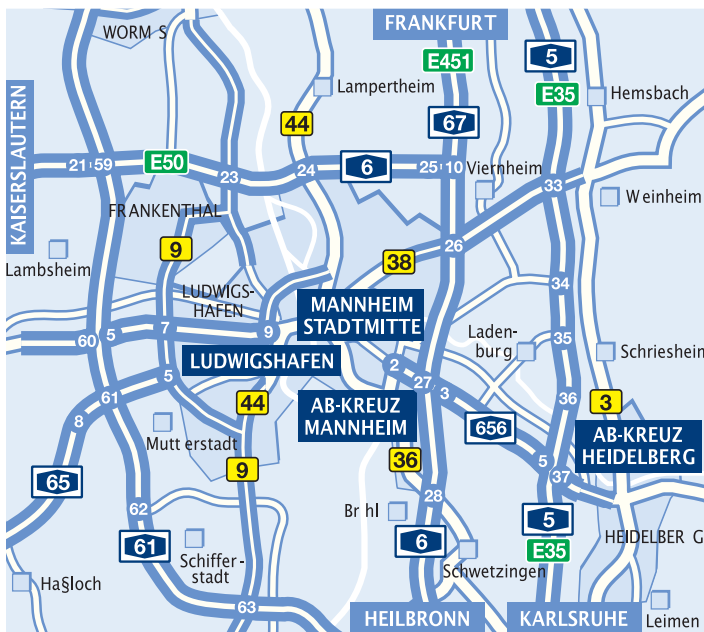 WORM S
FRANKFURT
5
E451
Lampertheim
E35
Hemsbach
KAISERSLAUTERN
44
67
21
59
E50
23
24
6
25
10
Viernheim
33
Weinheim
FRANKENTHAL
9
38
26
Lambsheim
LUDWIGS-
HAFEN
34
MANNHEIM
STADTMITTE
60
5
7
9
Laden-
burg
35
Schriesheim
LUDWIGSHAFEN
2
5
27
3
61
36
44
AB-KREUZ
MANNHEIM
3
8
Mutt erstadt
656
AB-KREUZ
HEIDELBERG
9
36
5
37
65
28
62
Br hl
5
61
6
HEIDELBER G
Schiffer-
stadt
E35
Schwetzingen
Ha§loch
63
HEILBRONN
KARLSRUHE
Leimen